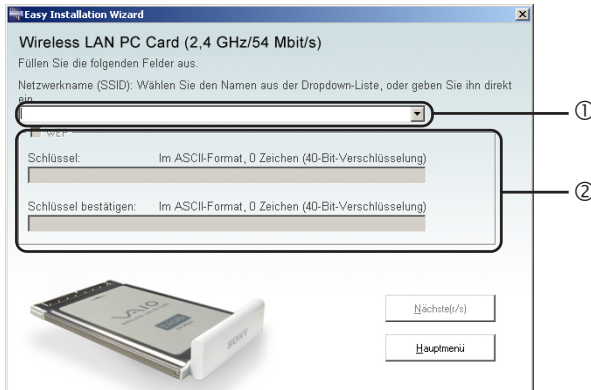 Easy Installation Wizard
Wireless LAN PC Card (2,4 GHz/54 Mbit/s)
Füllen Sie die folgenden Felder aus.
Netzwerkname (SSID): Wählen Sie den Namen aus der Dropdown-Liste, oder geben Sie ihn direkt
ein.
①
WEP
②
Schlüssel: Im ASCII-Format, 0 Zeichen (40-Bit-Verschlüsselung)
Schlüssel bestätigen: Im ASCII-Format, 0 Zeichen (40-Bit-Verschlüsselung)
VAIO
SONY
Nächste(r/s)
Hauptmenü